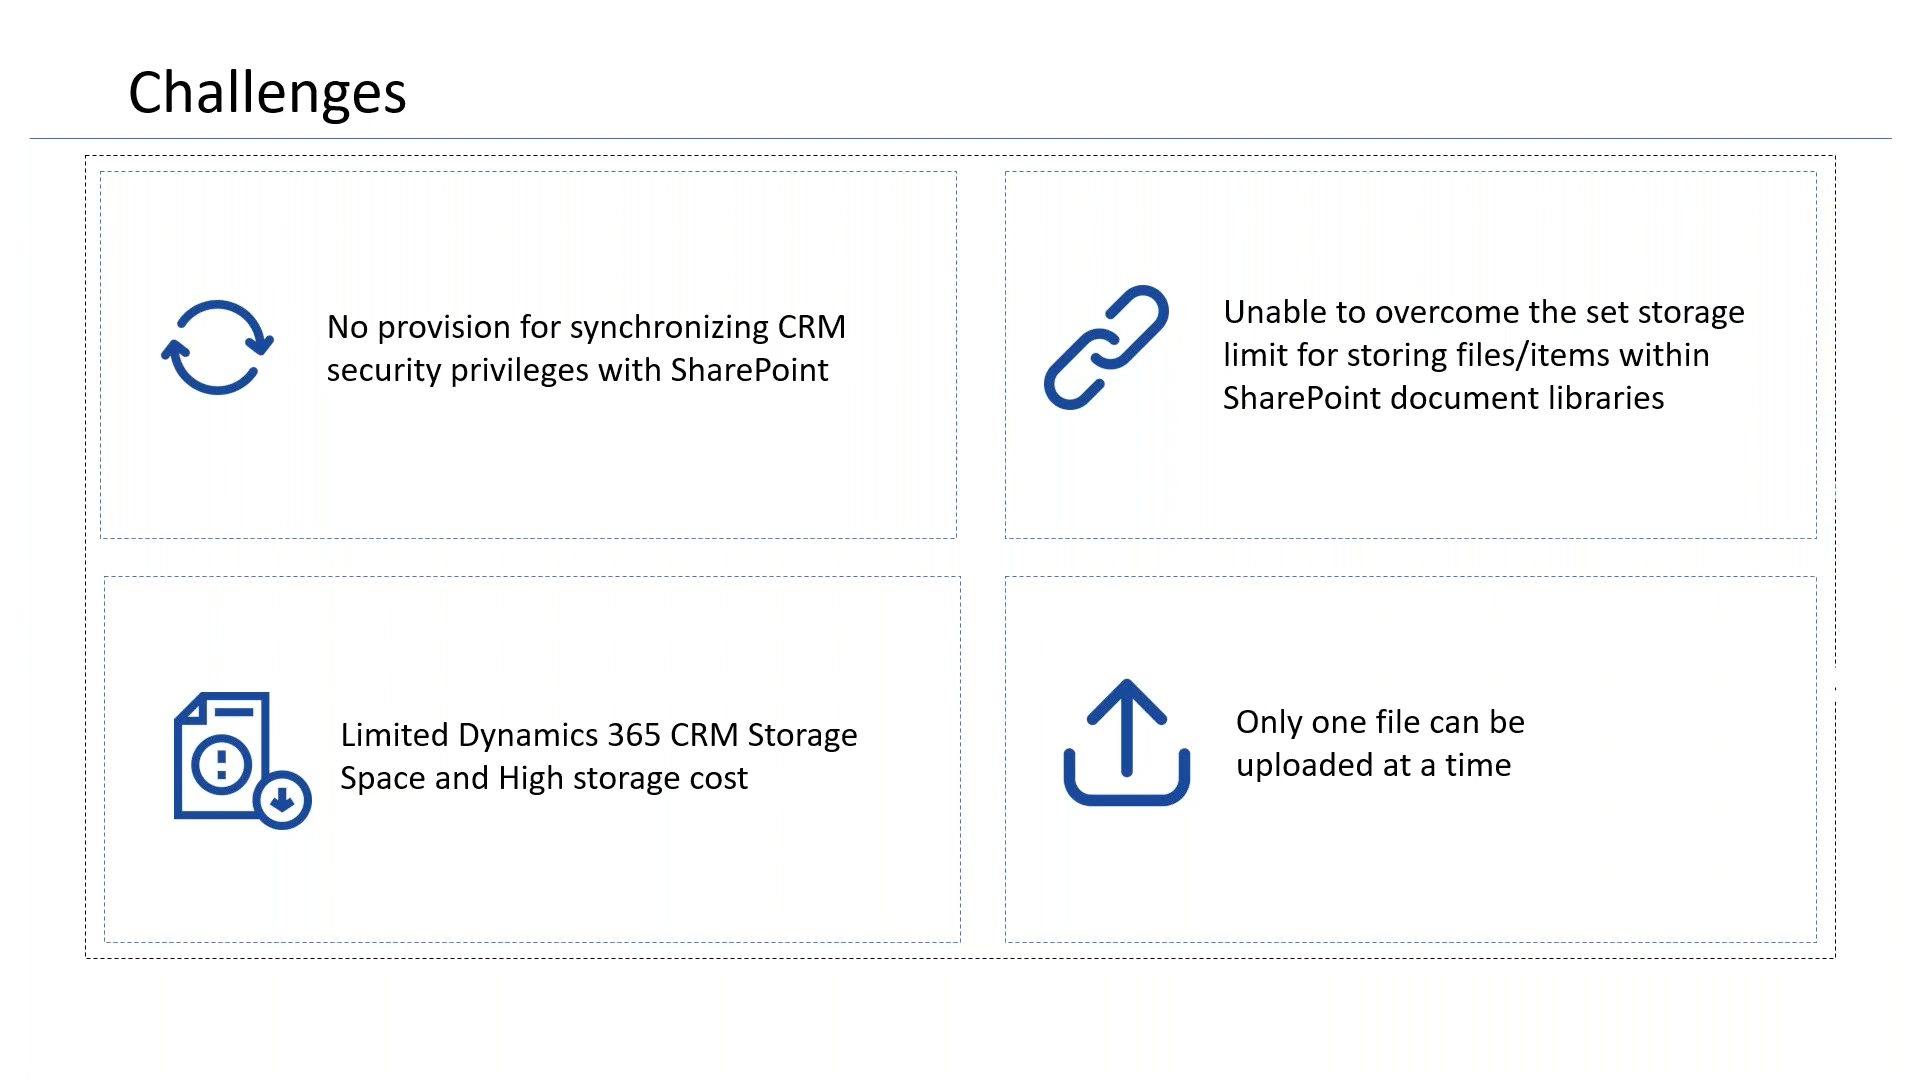 Challenges
No provision for synchronizing CRM
security privileges with SharePoint
Unable to overcome the set storage
limit for storing files/items within
SharePoint document libraries
Limited Dynamics 365 CRM Storage
Space and High storage cost
Only one file can be
uploaded at a time